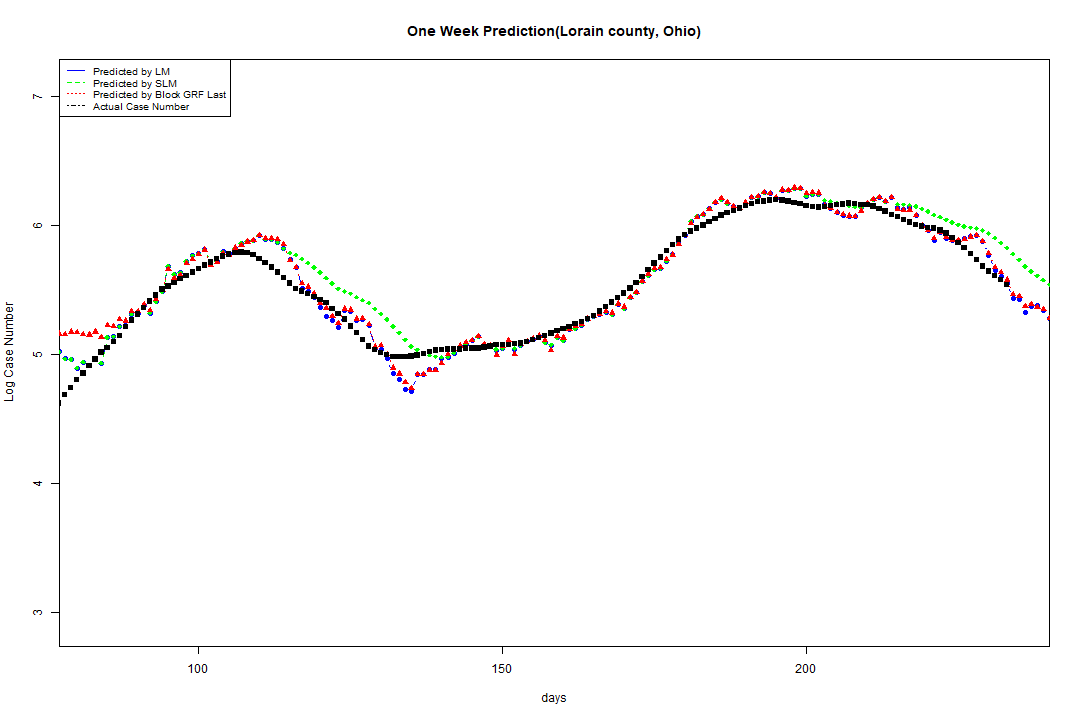 One Week Prediction(Lorain county, Ohio)
Predicted by LM
Predicted by SLM
Predicted by Block GRF Last
Actual Case Number
7
6
5
4
3
Log Case Number
100 150 200
days